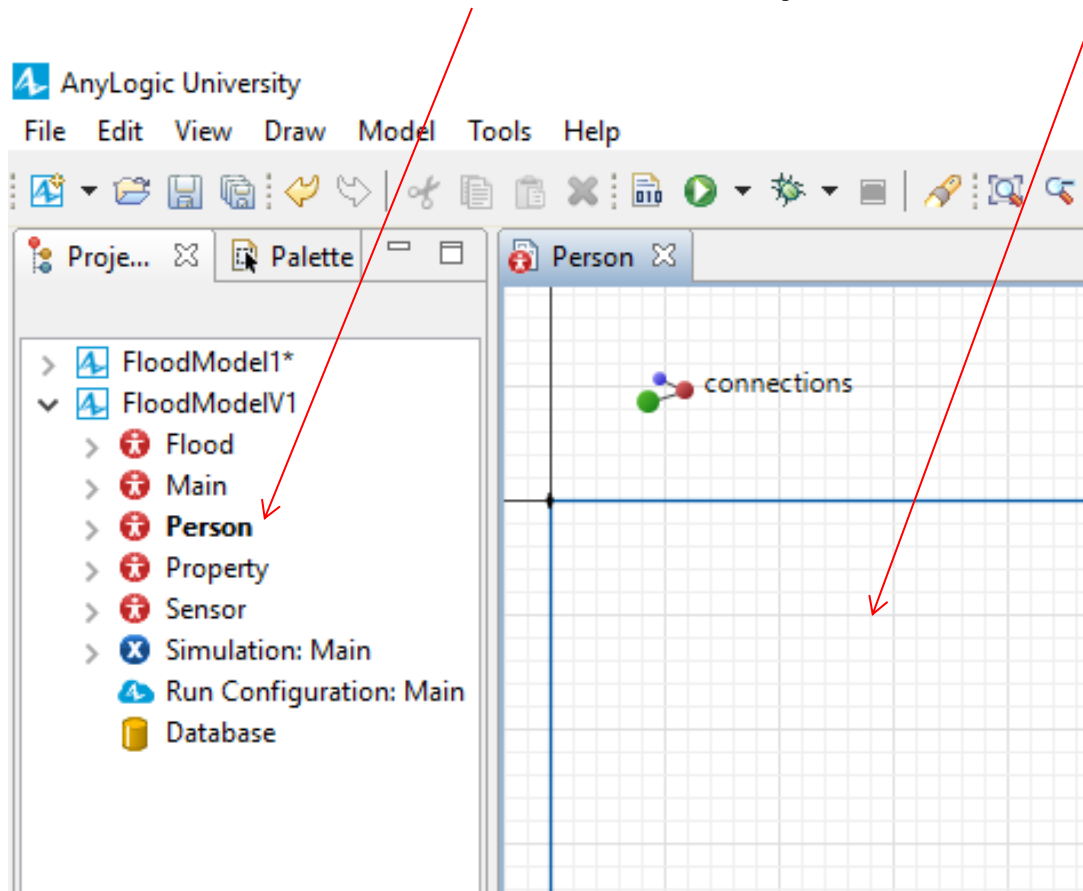 AnyLogic University
File Edit View Draw Model Tools Help
Proje... Palette
Person
connections
FloodModel1*
FloodModelV1
Flood
Main
Person
Property
Sensor
Simulation: Main
Run Configuration: Main
Database